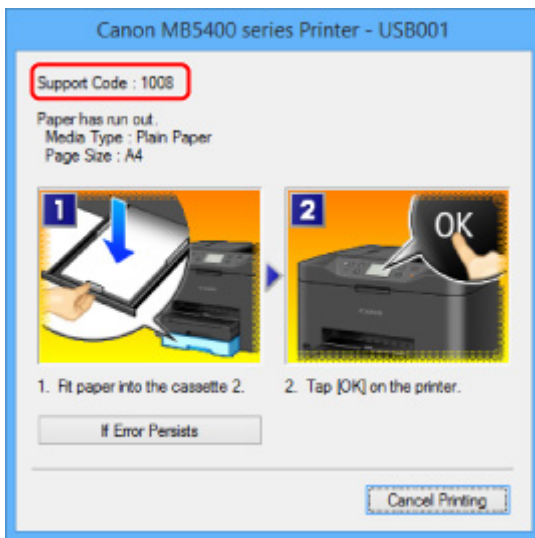 Canon MB5400 series Printer - USB001
Support Code : 1008
Paper has run out.
Media Type : Plain Paper
Page Size : A4
1
2
OK
1. Fit paper into the cassette 2.
2. Tap [OK] on the printer.
If Error Persists
Cancel Printing